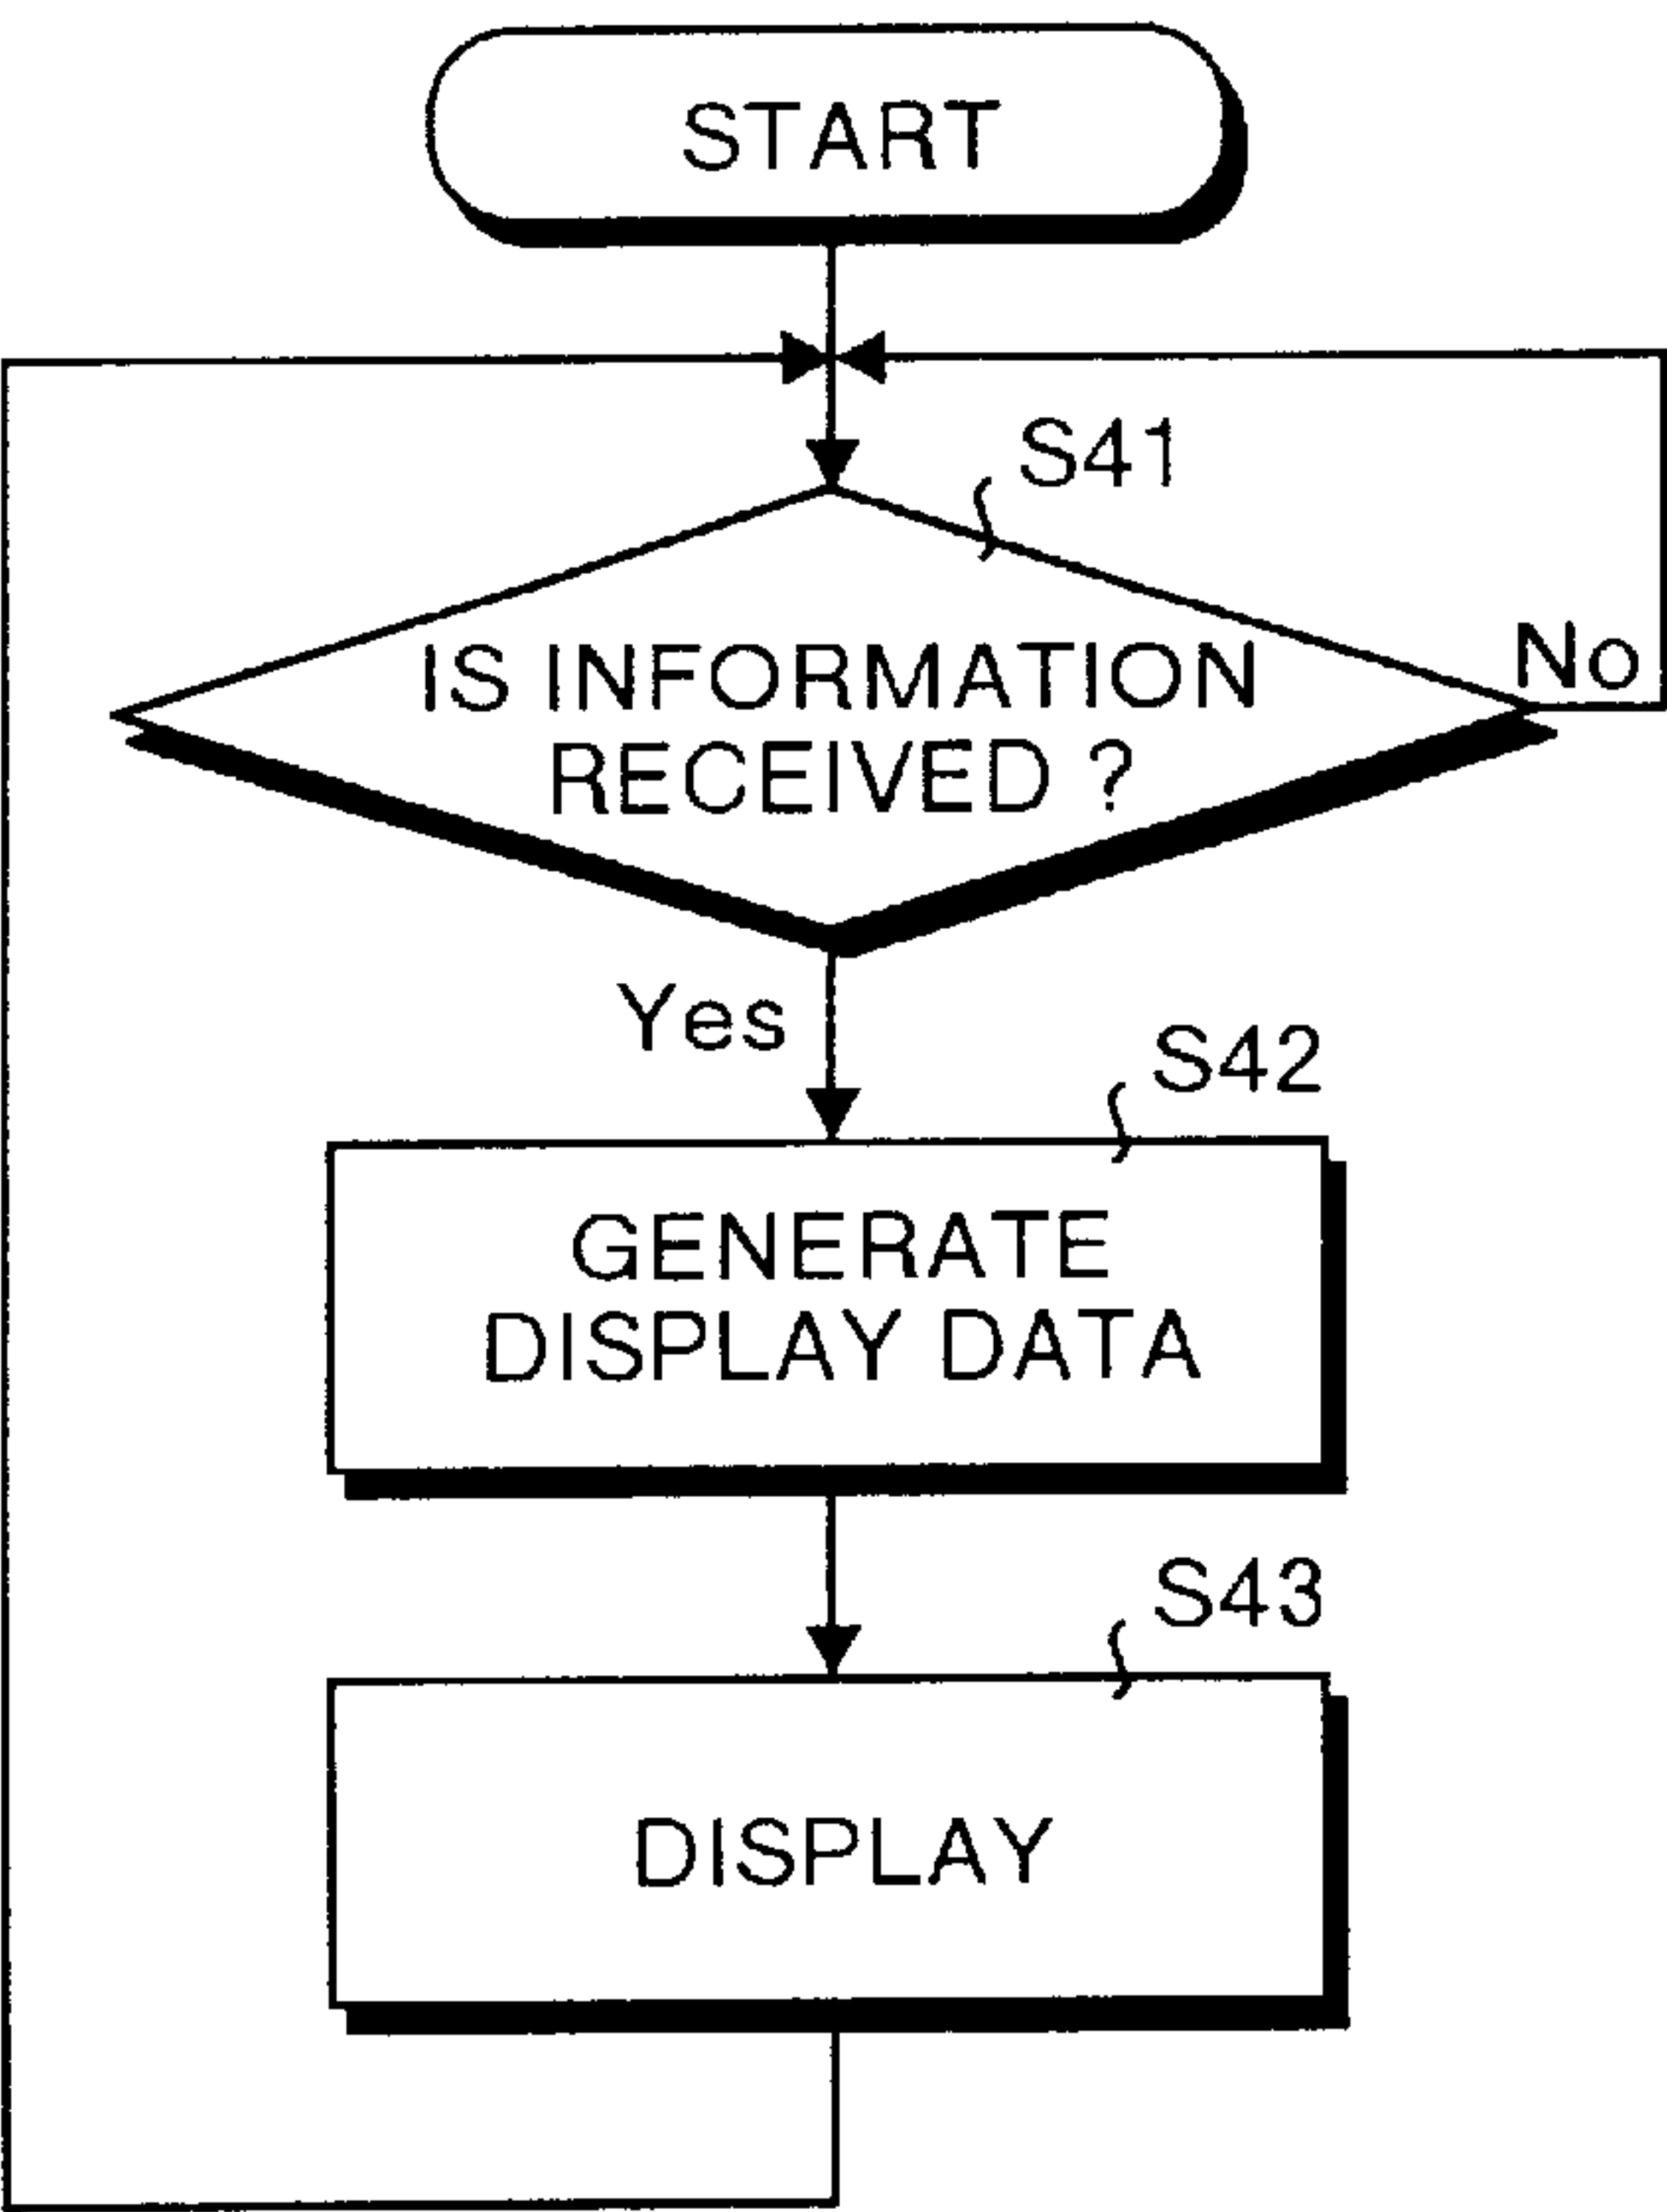 START
S41
IS INFORMATION
RECEIVED ?
No
Yes
S42
GENERATE
DISPLAY DATA
S43
DISPLAY